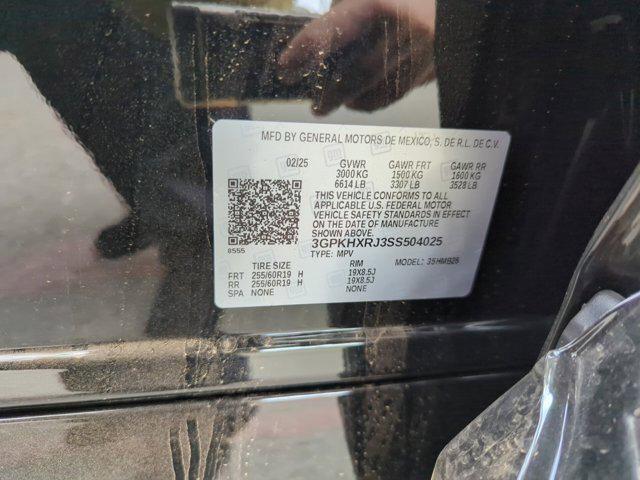 MFD BY GENERAL MOTORS DE MEXICO, S. DE R.L. DE C.V.
02/25 GVWR GAWR FRT GAWR RR
3000 KG 1500 KG 1600 KG
6614 LB 3307 LB 3528 LB
THIS VEHICLE CONFORMS TO ALL
APPLICABLE U.S. FEDERAL MOTOR
VEHICLE SAFETY STANDARDS IN EFFECT
ON THE DATE OF MANUFACTURE
SHOWN ABOVE.
3GPKHXRJ3SS504025
8555
TYPE: MPV MODEL: 35HMB26
TIRE SIZE RIM
FRT 255/60R19 H 19X8.5J
RR 255/60R19 H 19X8.5J
SPA NONE NONE